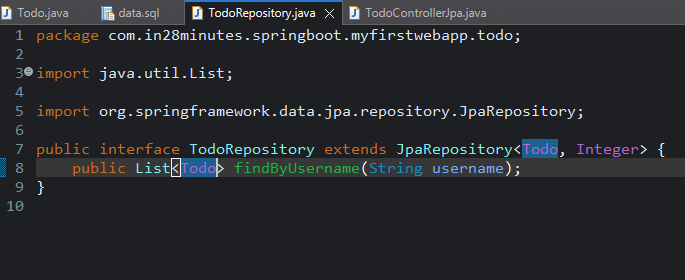 Todo.java data.sql TodoRepository.java TodoControllerJpa.java
1 package com.in28minutes.springboot.myfirstwebapp.todo;
2
3 import java.util.List;
4
5 import org.springframework.data.jpa.repository.JpaRepository;
6
7 public interface TodoRepository extends JpaRepository<Todo, Integer> {
8     public List<Todo> findByUsername(String username);
9 }
10